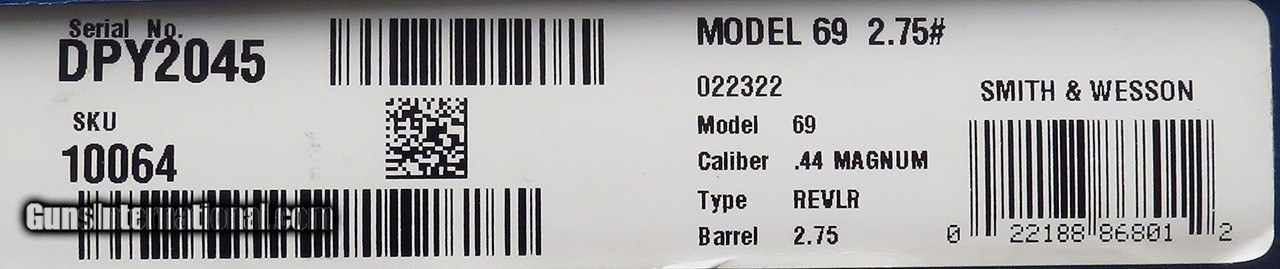 Serial No.
DPY2045
SKU
10064
GunsInternational.com
MODEL 69 2.75#
022322
Model 69
Caliber .44 MAGNUM
Type REVLR
Barrel 2.75
SMITH & WESSON
0 22188 86801 2